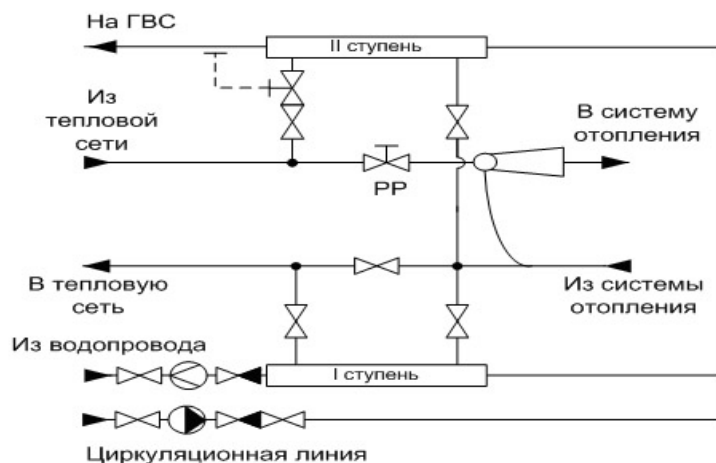 На ГВС
II ступень
Из
тепловой
сети
В систему
отопления
РР
В тепловую
сеть
Из системы
отопления
Из водопровода
I ступень
Циркуляционная линия